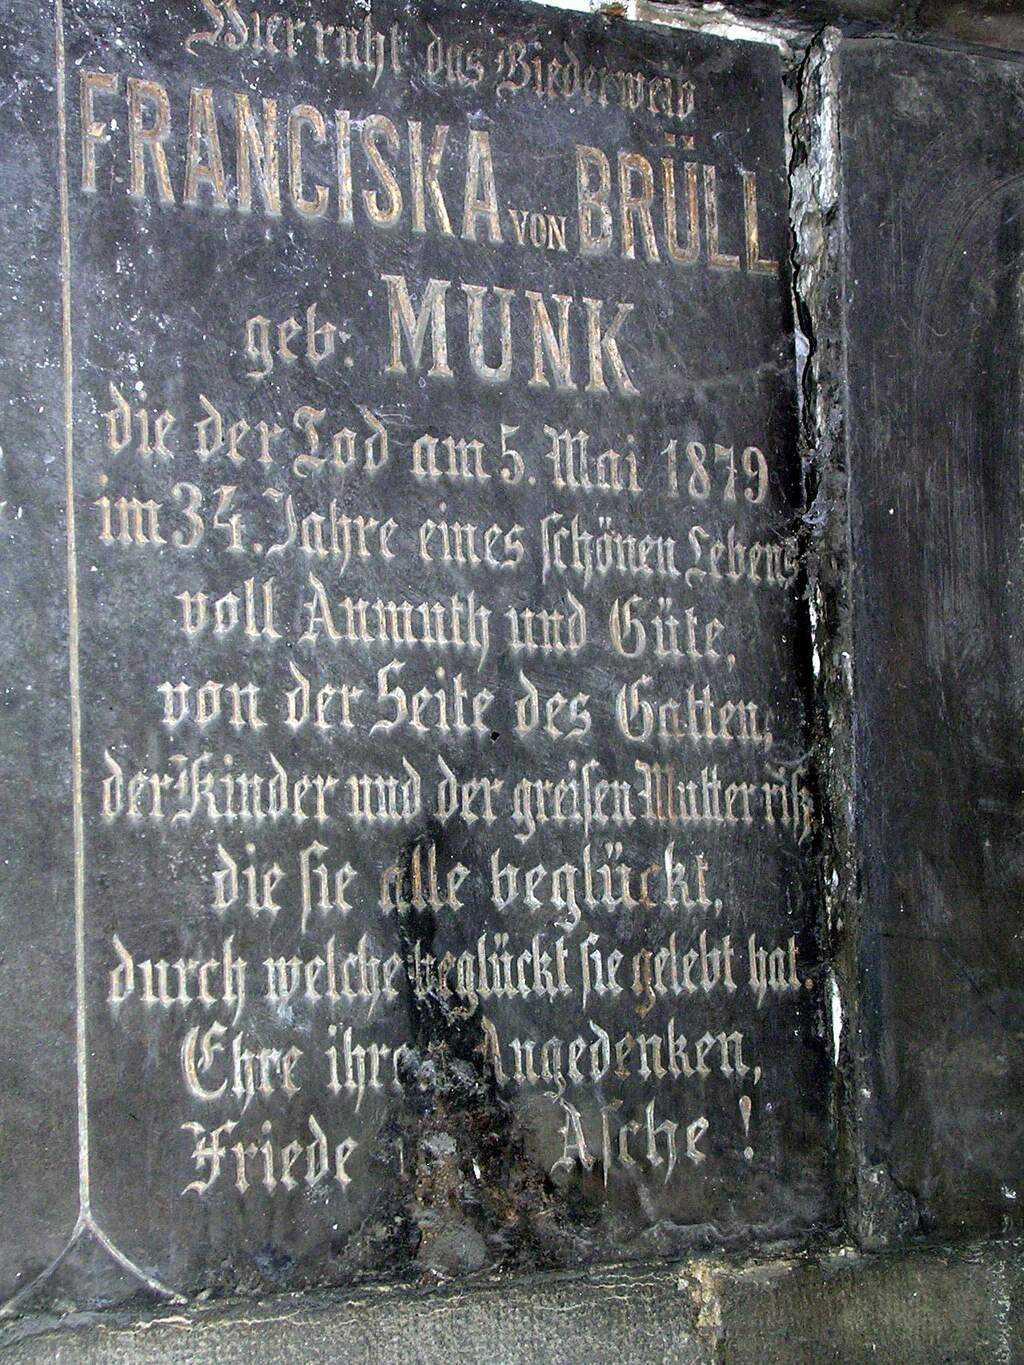 Hier ruht das Biederweib
FRANCISKA VON BRÜLL
geb: MUNK
die der Tod am 5. Mai 1879
im 34. Jahre eines schönen Lebens
voll Anmuth und Güte,
von der Seite des Gatten,
der Kinder und der greisen Mutter riß,
die sie alle beglückt,
durch welche beglückt sie gelebt hat.
Ehre ihrem Angedenken,
Friede Asche!